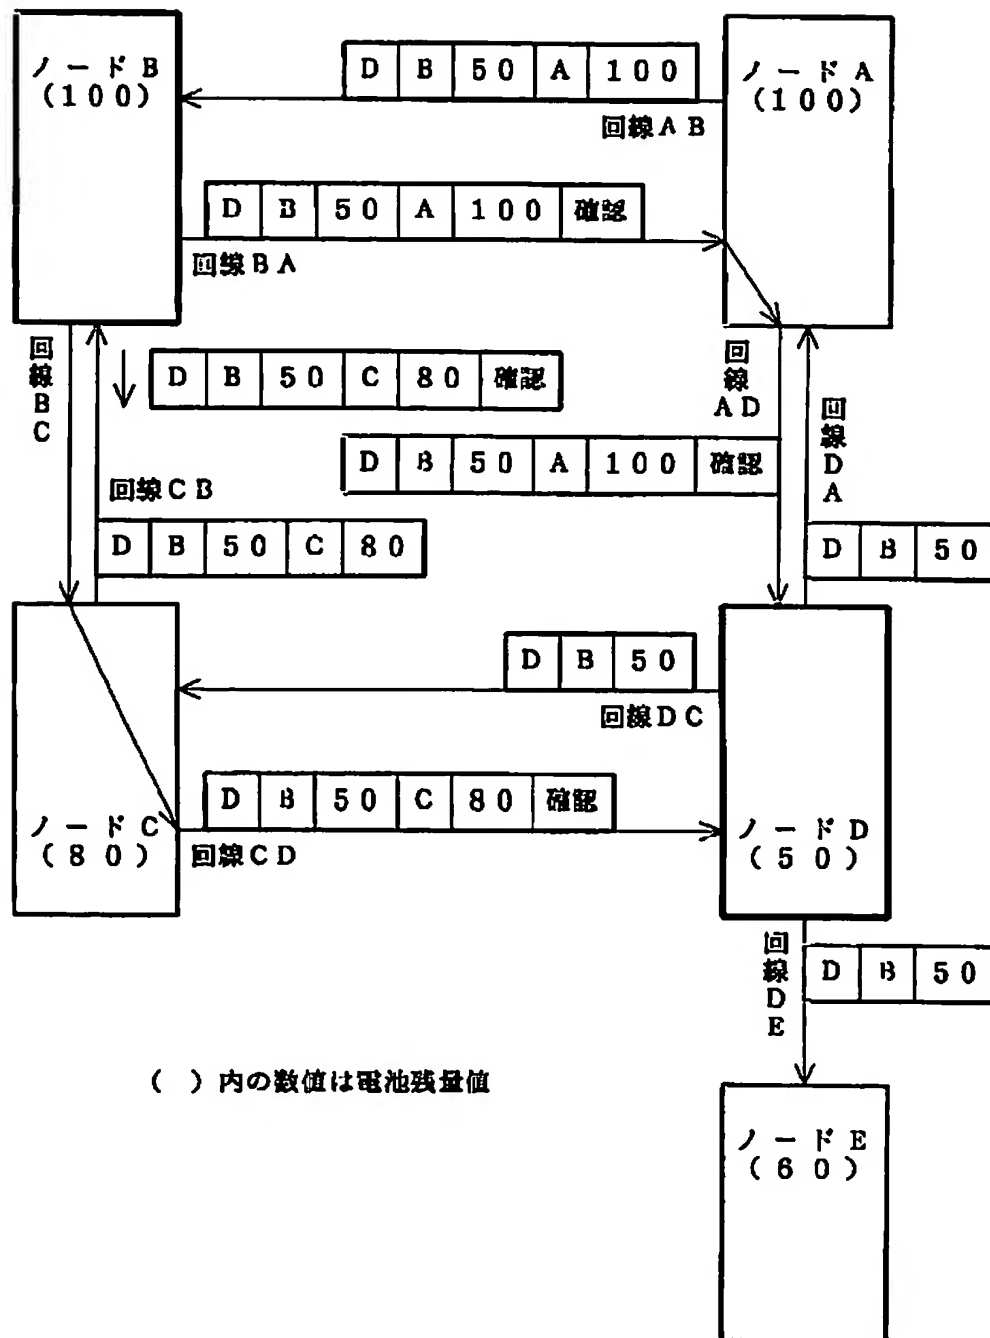 ノードB
(100)
D B 50 A 100
ノードA
(100)
回線AB
D B 50 A 100 確認
回線BA
回線BC
D B 50 C 80 確認
回線AD
回線DA
D B 50 A 100 確認
回線CB
D B 50 C 80
D B 50
D B 50
回線DC
D B 50 C 80 確認
ノードC
(80)
回線CD
ノードD
(50)
回線DE
D B 50
( )内の数値は電池残量値
ノードE
(60)